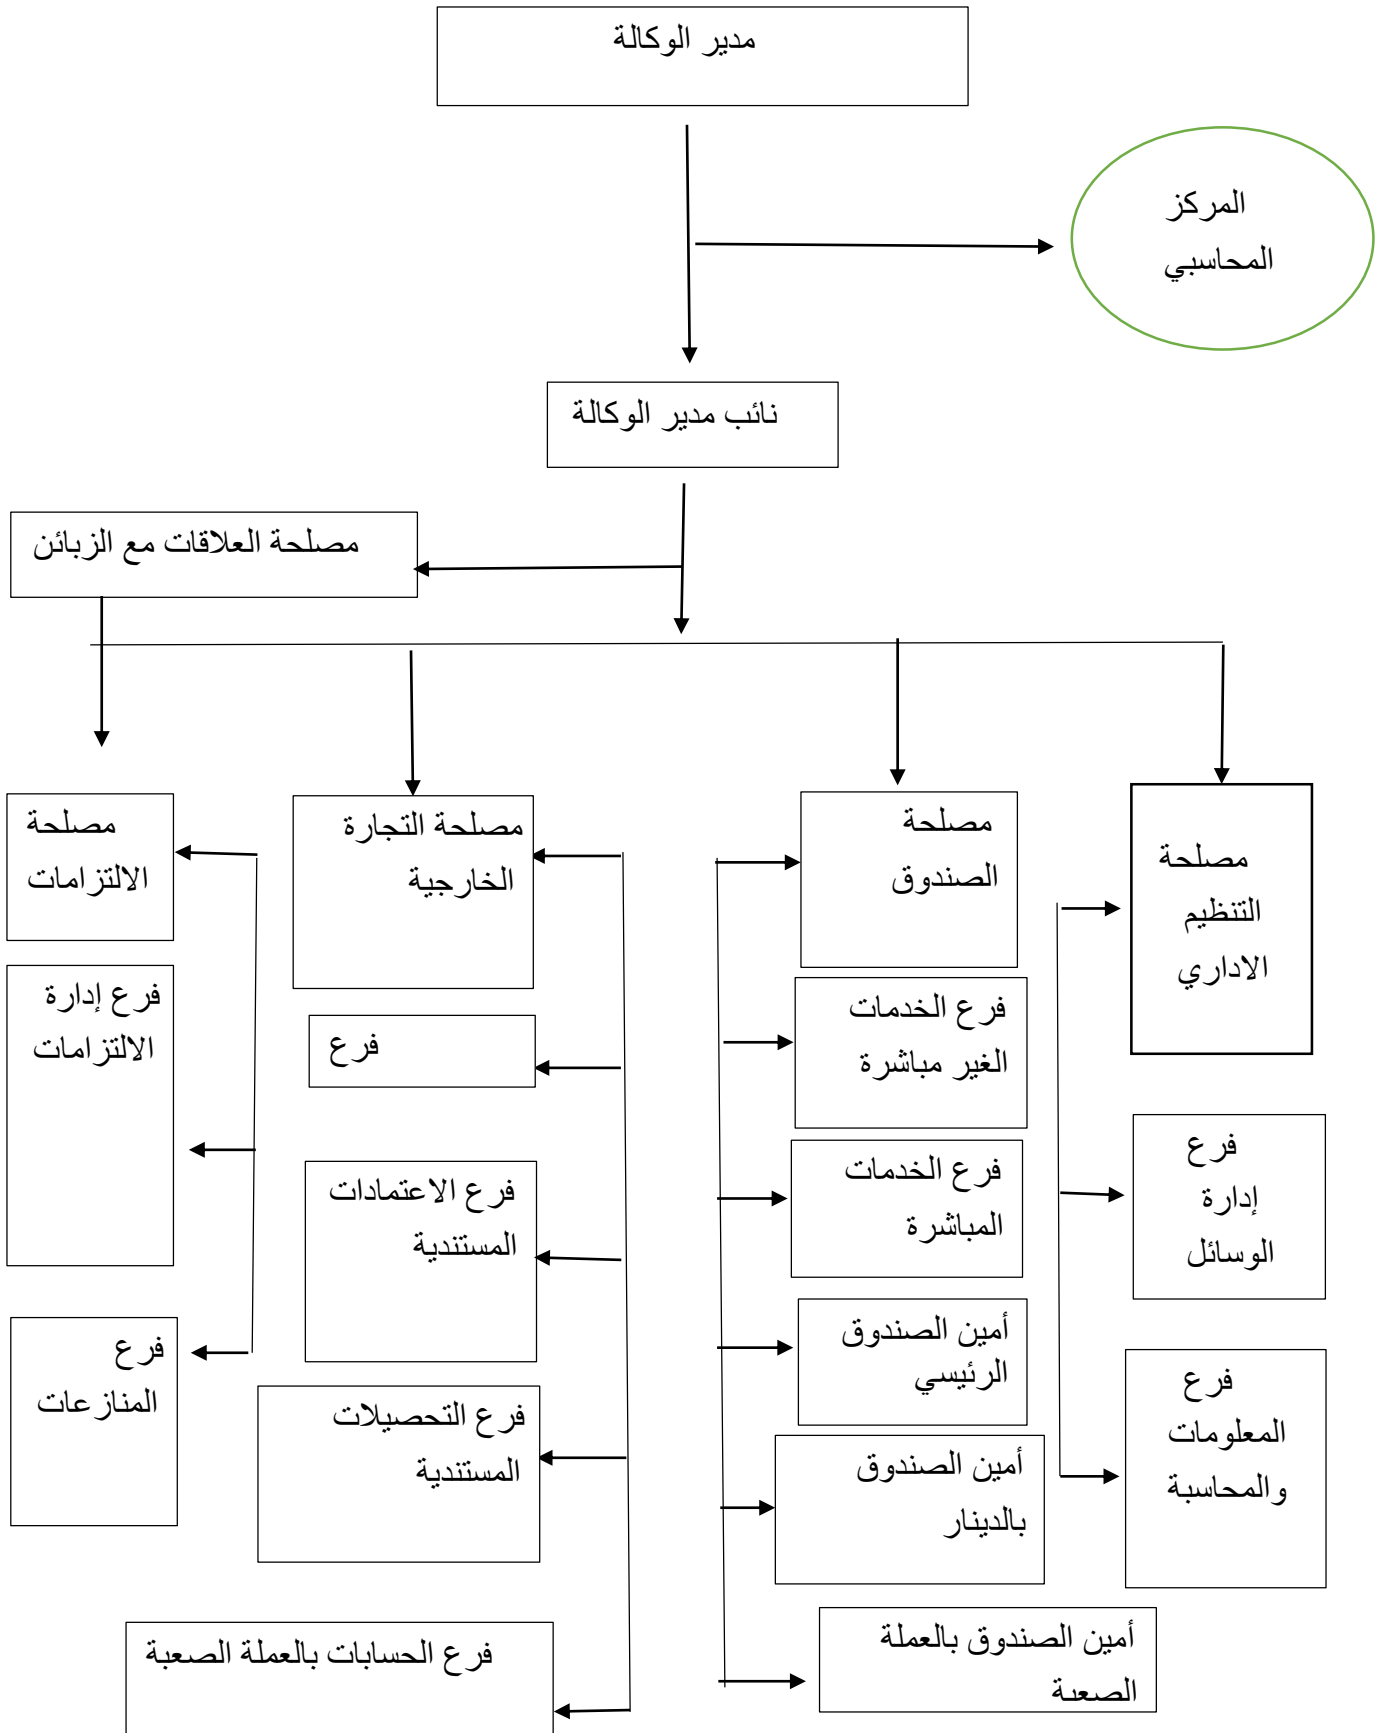 مدير الوكالة
المركز
المحاسبي
نائب مدير الوكالة
مصلحة العلاقات مع الزبائن
مصلحة
التنظيم
الاداري
فرع
إدارة
الوسائل
فرع
المعلومات
والمحاسبة
مصلحة
الصندوق
فرع الخدمات
الغير مباشرة
فرع الخدمات
المباشرة
أمين الصندوق
الرئيسي
أمين الصندوق
بالدينار
أمين الصندوق بالعملة
الصعبة
مصلحة التجارة
الخارجية
فرع
فرع الاعتمادات
المستندية
فرع التحصيلات
المستندية
فرع الحسابات بالعملة الصعبة
مصلحة
الالتزامات
فرع إدارة
الالتزامات
فرع
المنازعات